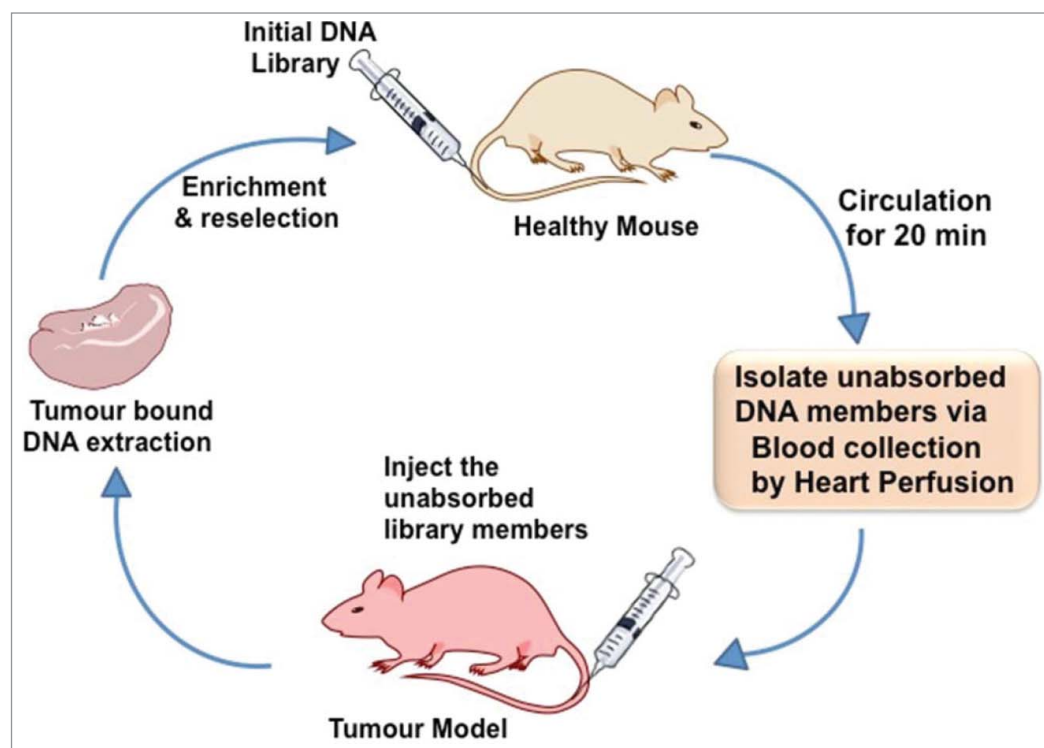 Initial DNA
Library
Healthy Mouse
Circulation
for 20 min
Isolate unabsorbed
DNA members via
Blood collection
by Heart Perfusion
Inject the
unabsorbed
library members
Tumour Model
Tumour bound
DNA extraction
Enrichment
& reselection